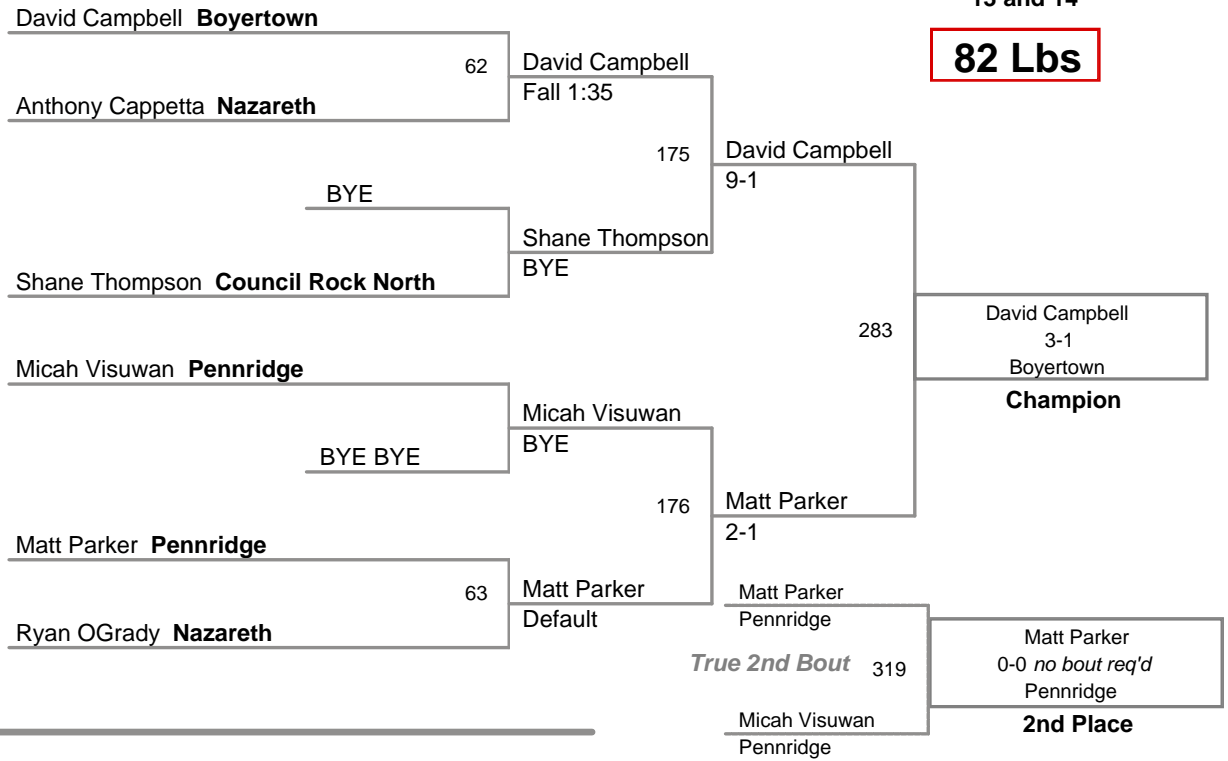 13 and 14
82 Lbs
David Campbell Boyertown
62
Anthony Cappetta Nazareth
David Campbell
Fall 1:35
175
BYE
Shane Thompson Council Rock North
Shane Thompson
BYE
David Campbell
9-1
283
Micah Visuwan Pennridge
BYE BYE
Micah Visuwan
BYE
176
Matt Parker Pennridge
63
Ryan OGrady Nazareth
Matt Parker
Default
Matt Parker
2-1
David Campbell
3-1
Boyertown
Champion
Matt Parker
Pennridge
True 2nd Bout 319
Micah Visuwan
Pennridge
Matt Parker
0-0 no bout req'd
Pennridge
2nd Place